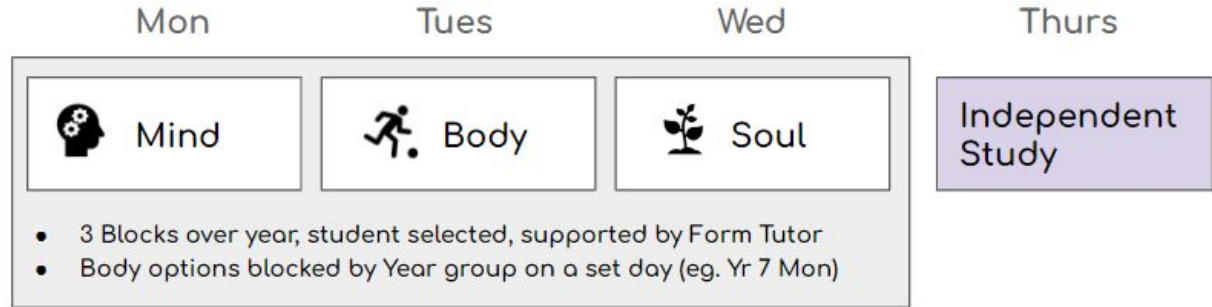 Mon Tues Wed Thurs
Mind Body Soul Independent
Study
● 3 Blocks over year, student selected, supported by Form Tutor
● Body options blocked by Year group on a set day (eg. Yr 7 Mon)